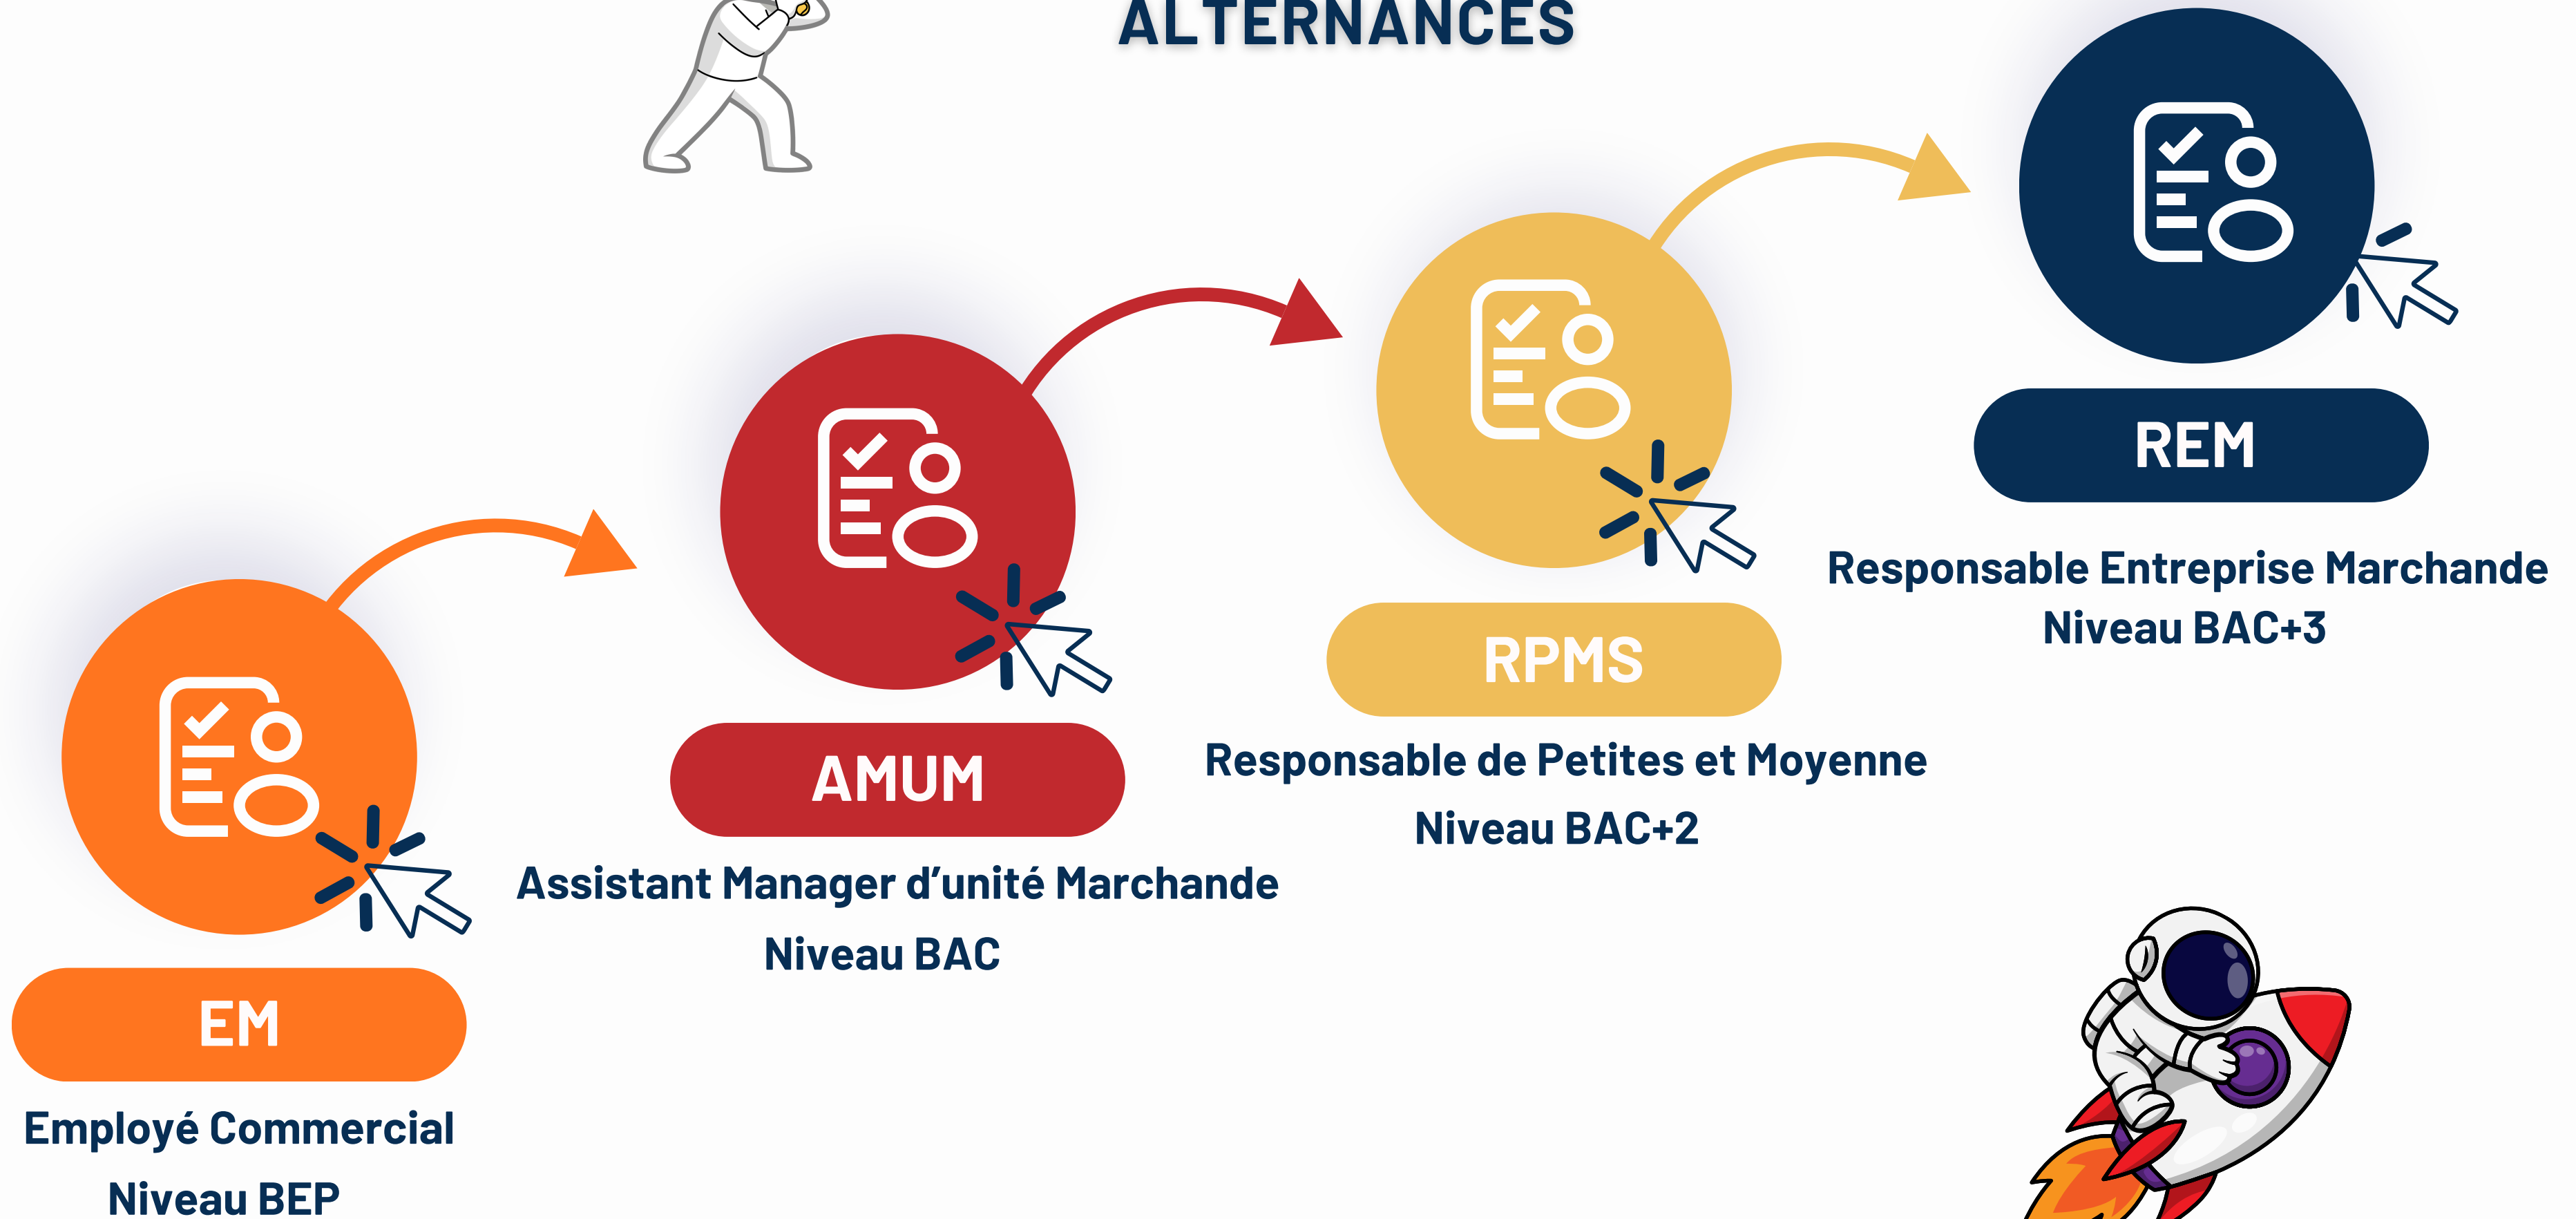 ALTERNANCES
EM
Employé Commercial
Niveau BEP
AMUM
Assistant Manager d’unité Marchande
Niveau BAC
RPMS
Responsable de Petites et Moyenne
Niveau BAC+2
REM
Responsable Entreprise Marchande
Niveau BAC+3